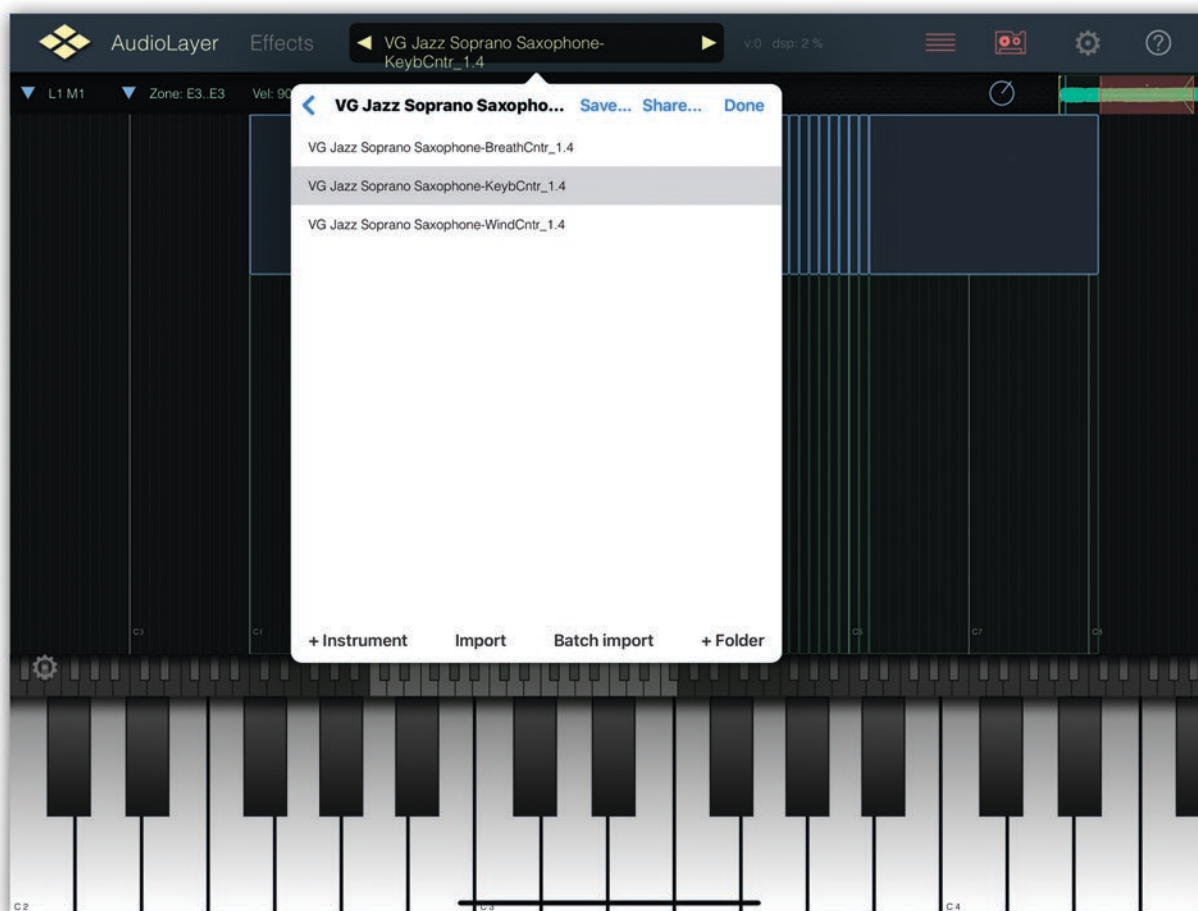 AudioLayer Effects VG Jazz Soprano Saxophone- v:0 dsp: 2 %
KeybCntr_1.4
L1 M1 Zone: E3..E3 Vel: 90
VG Jazz Soprano Saxopho... Save... Share... Done
VG Jazz Soprano Saxophone-BreathCntr_1.4
VG Jazz Soprano Saxophone-KeybCntr_1.4
VG Jazz Soprano Saxophone-WindCntr_1.4
C1 C7
+ Instrument Import Batch import + Folder
C2 C3 C4